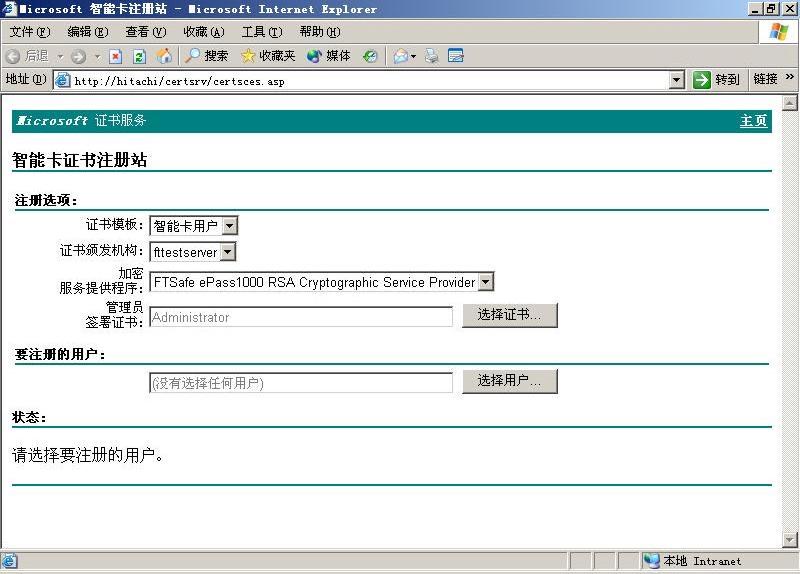 Microsoft 智能卡注册站 - Microsoft Internet Explorer
文件(F) 编辑(E) 查看(V) 收藏(A) 工具(T) 帮助(H)
后退 搜索 收藏夹 媒体
地址(D) http://hitachi/certsrv/certsces.asp 转到 链接 »
Microsoft 证书服务 主页
智能卡证书注册站
注册选项:
证书模板: 智能卡用户
证书颁发机构: fttestserver
加密
服务提供程序: FTSafe ePass1000 RSA Cryptographic Service Provider
管理员
签署证书: Administrator 选择证书...
要注册的用户:
(没有选择任何用户) 选择用户...
状态:
请选择要注册的用户。
本地 Intranet